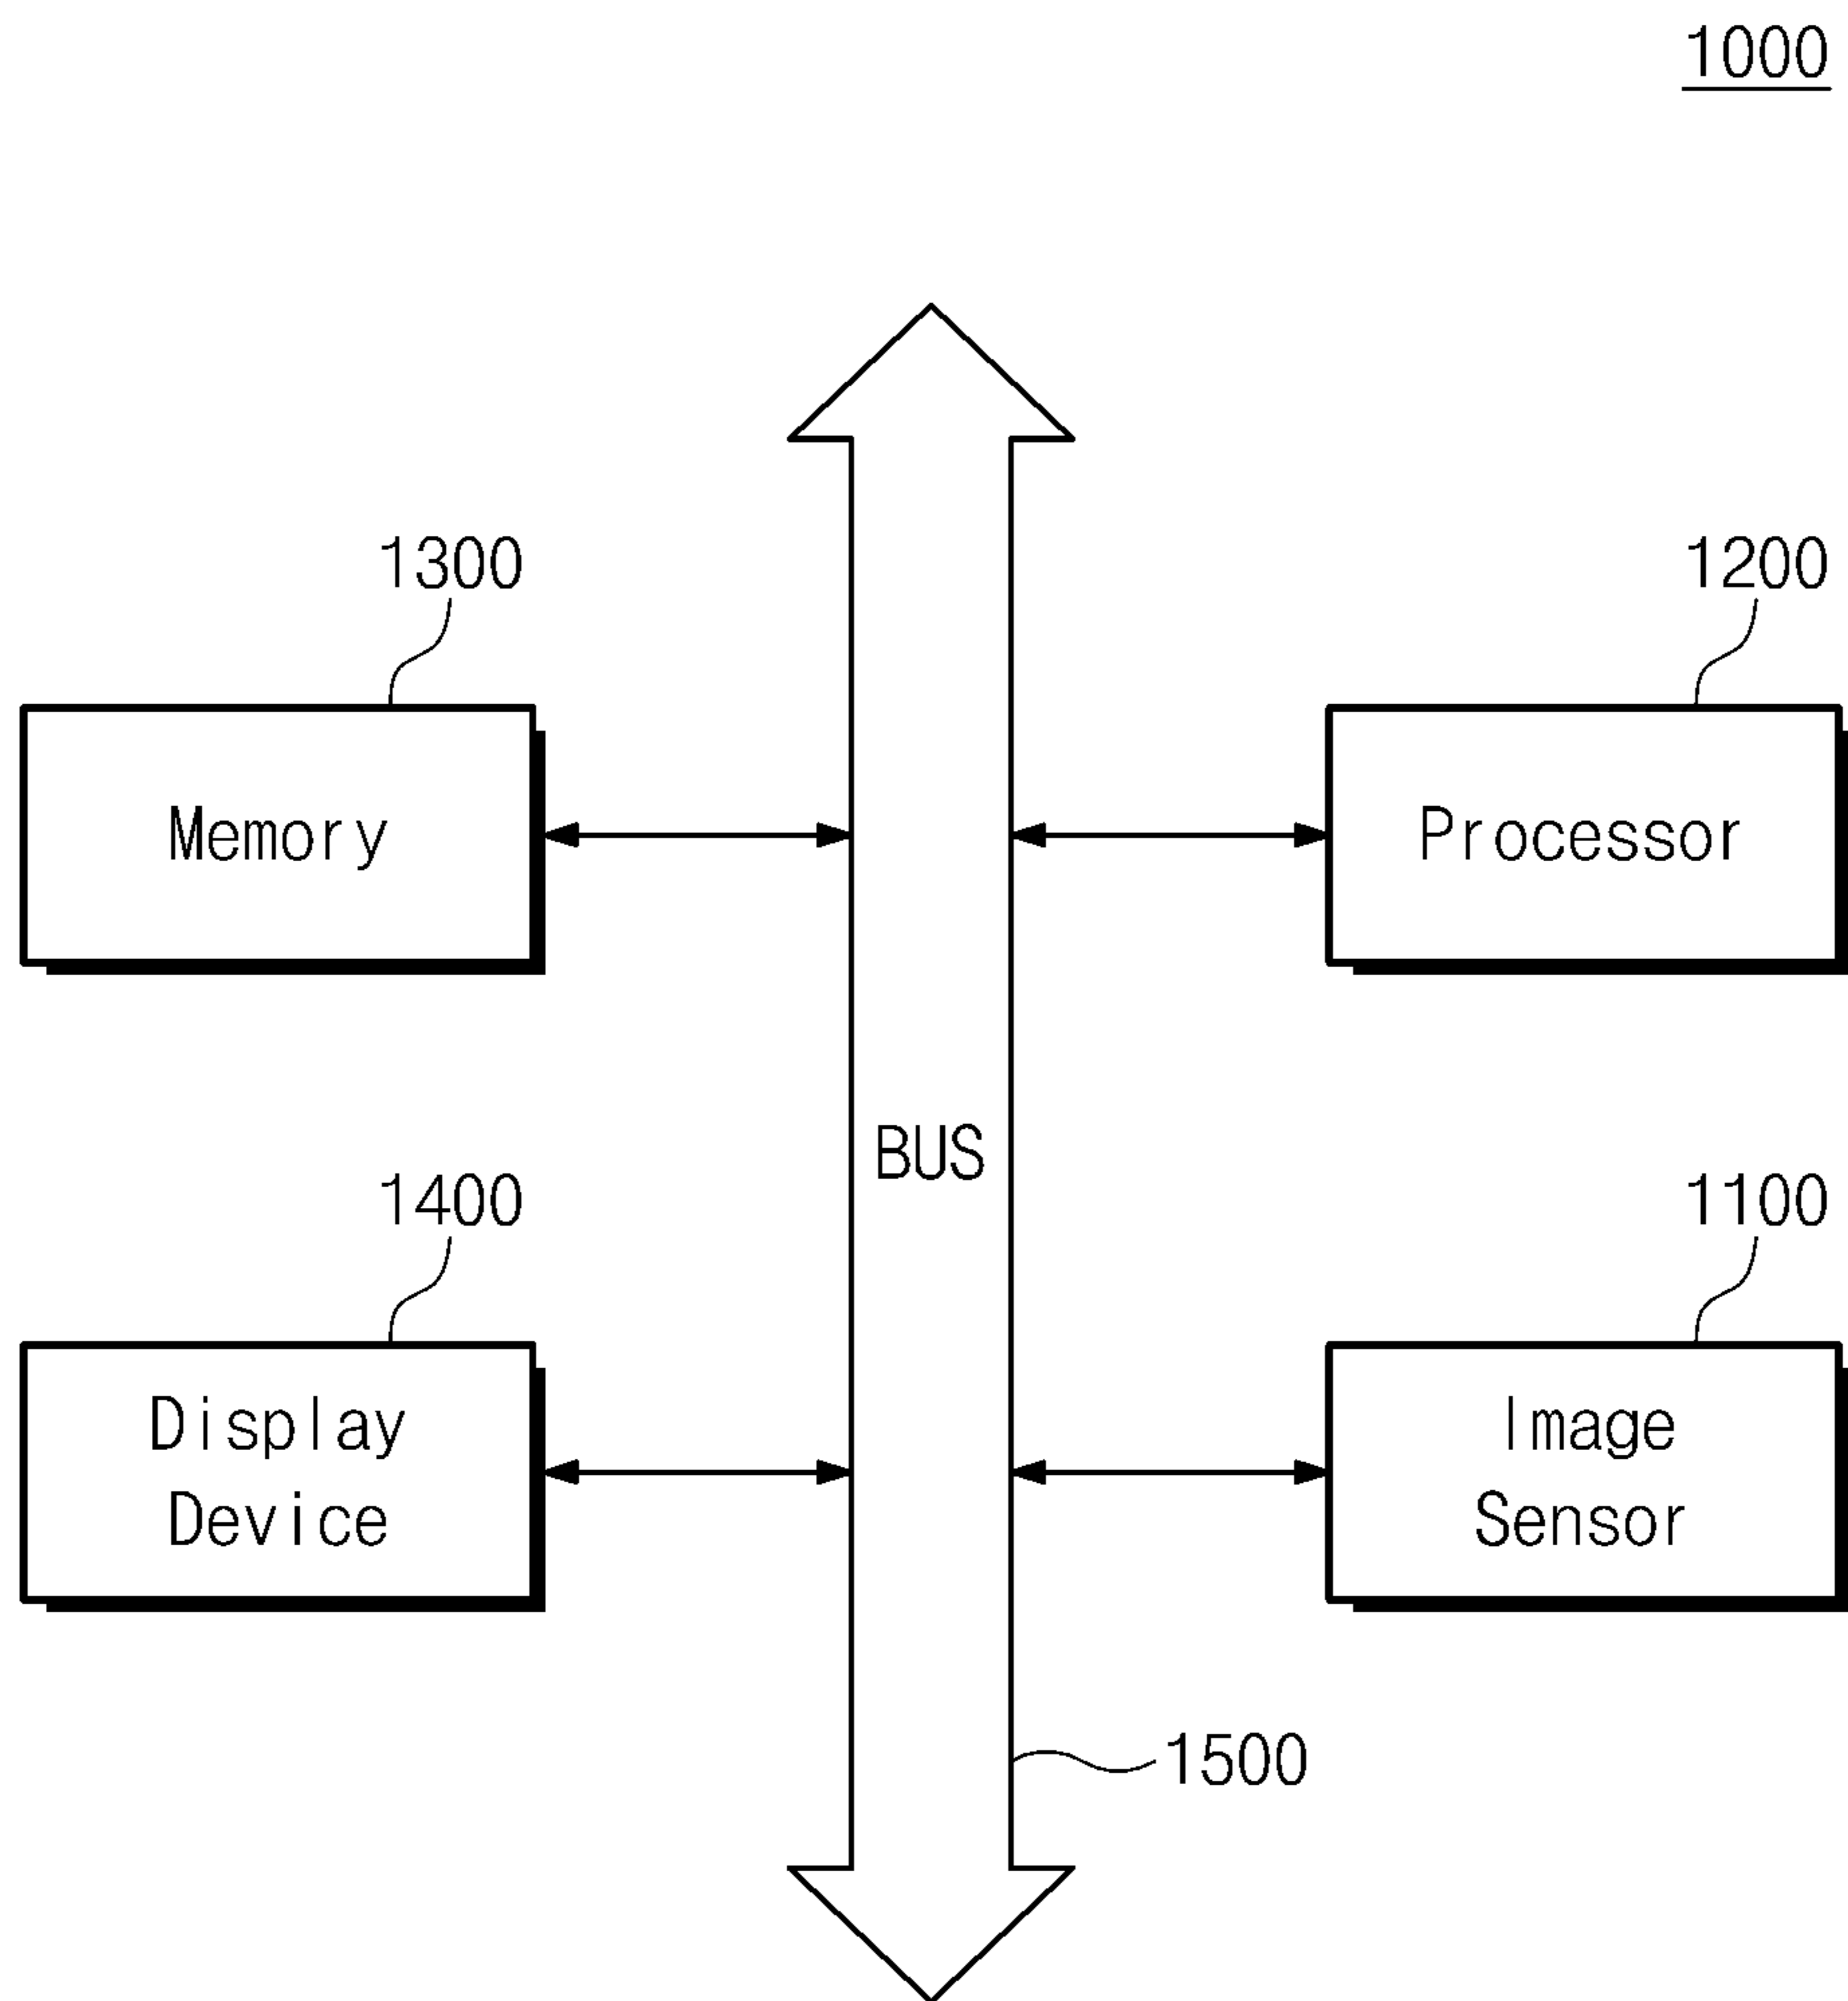 1000
1300
1200
Memory
Processor
BUS
1400
1100
Display
Device
Image
Sensor
1500